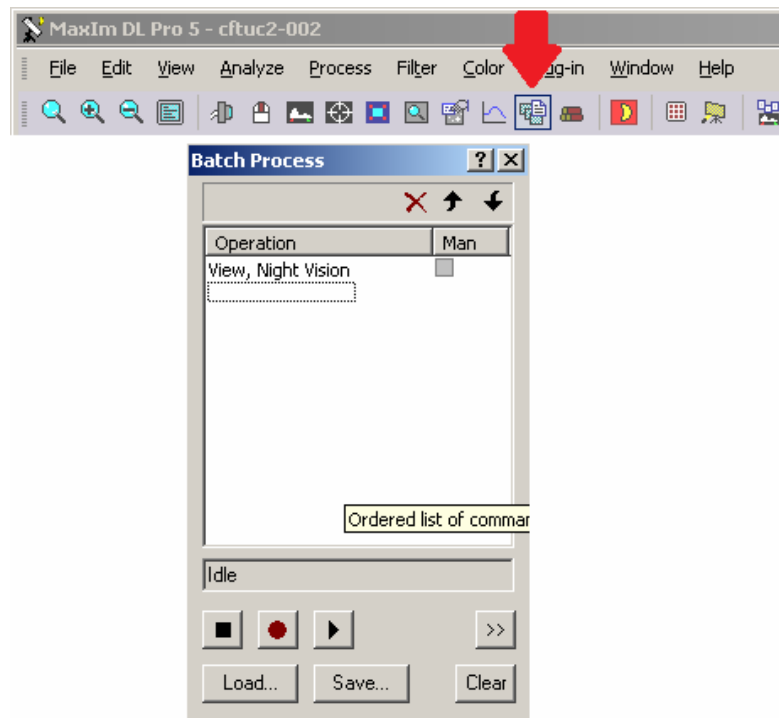 MaxIm DL Pro 5 - cftuc2-002
File Edit View Analyze Process Filter Color Window Help
Batch Process
Operation Man
View, Night Vision
Ordered list of
Idle
>>
Load... Save... Clear